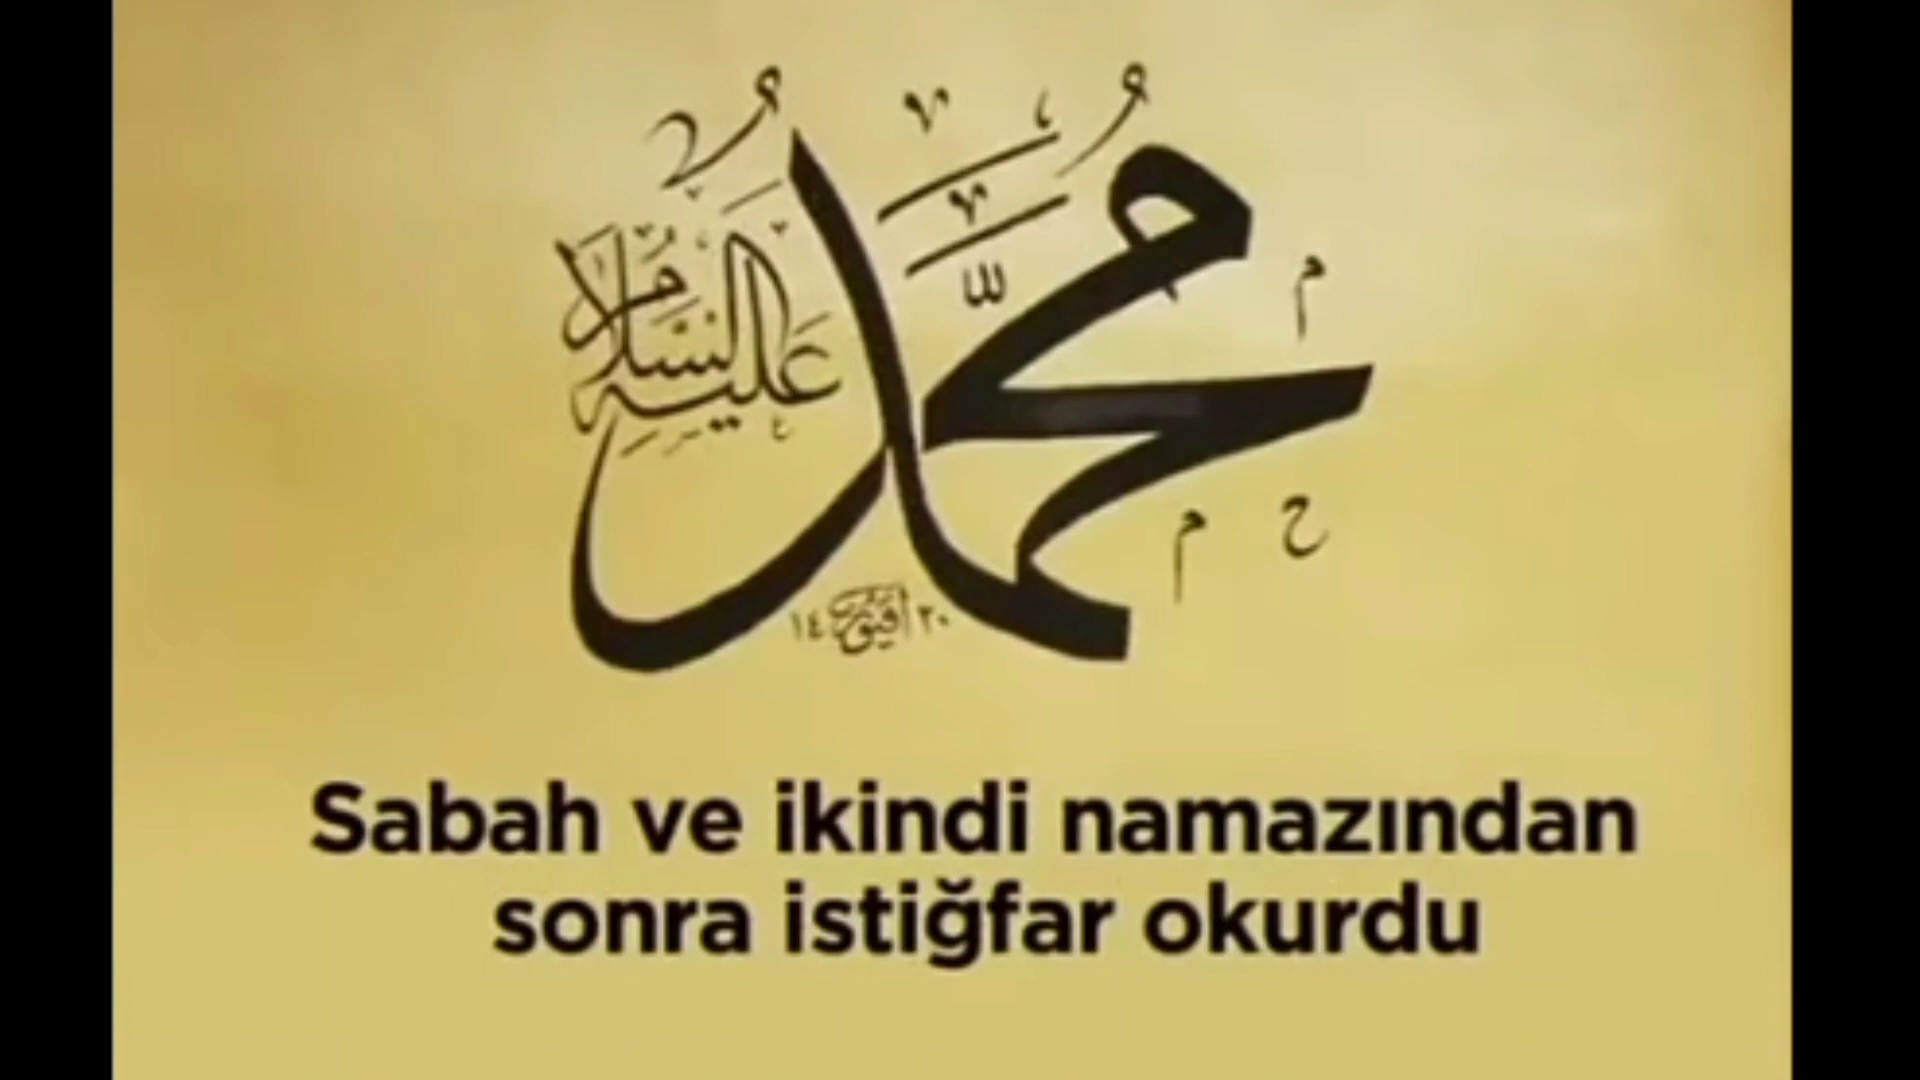 محمد
عليه السلام
Sabah ve ikindi namazından
sonra istiğfar okurdu